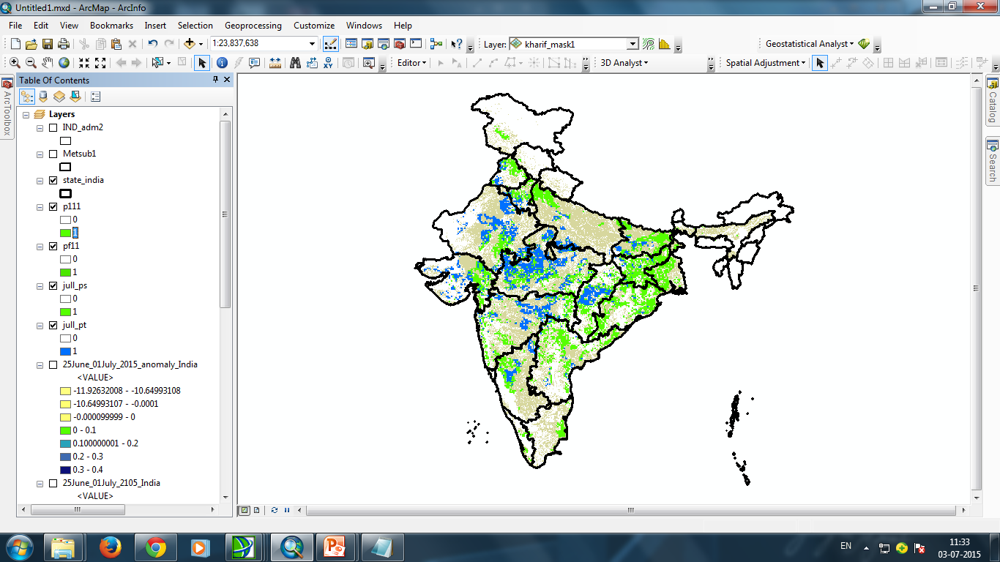 Untitled1.mxd - ArcMap - ArcInfo
File Edit View Bookmarks Insert Selection Geoprocessing Customize Windows Help
1:23,837,638 Layer: kharif_mask1 Geostatistical Analyst
Editor 3D Analyst Spatial Adjustment
Table Of Contents
ArcToolbox
Catalog
Search
Layers
IND_adm2
Metsub1
state_india
p111
0
1
pf11
0
1
jull_ps
0
1
jull_pt
0
1
25June_01July_2015_anomaly_India
<VALUE>
-11.92632008 - -10.64993108
-10.64993107 - -0.0001
-0.000099999 - 0
0 - 0.1
0.100000001 - 0.2
0.2 - 0.3
0.3 - 0.4
25June_01July_2105_India
<VALUE>
EN
11:33
03-07-2015